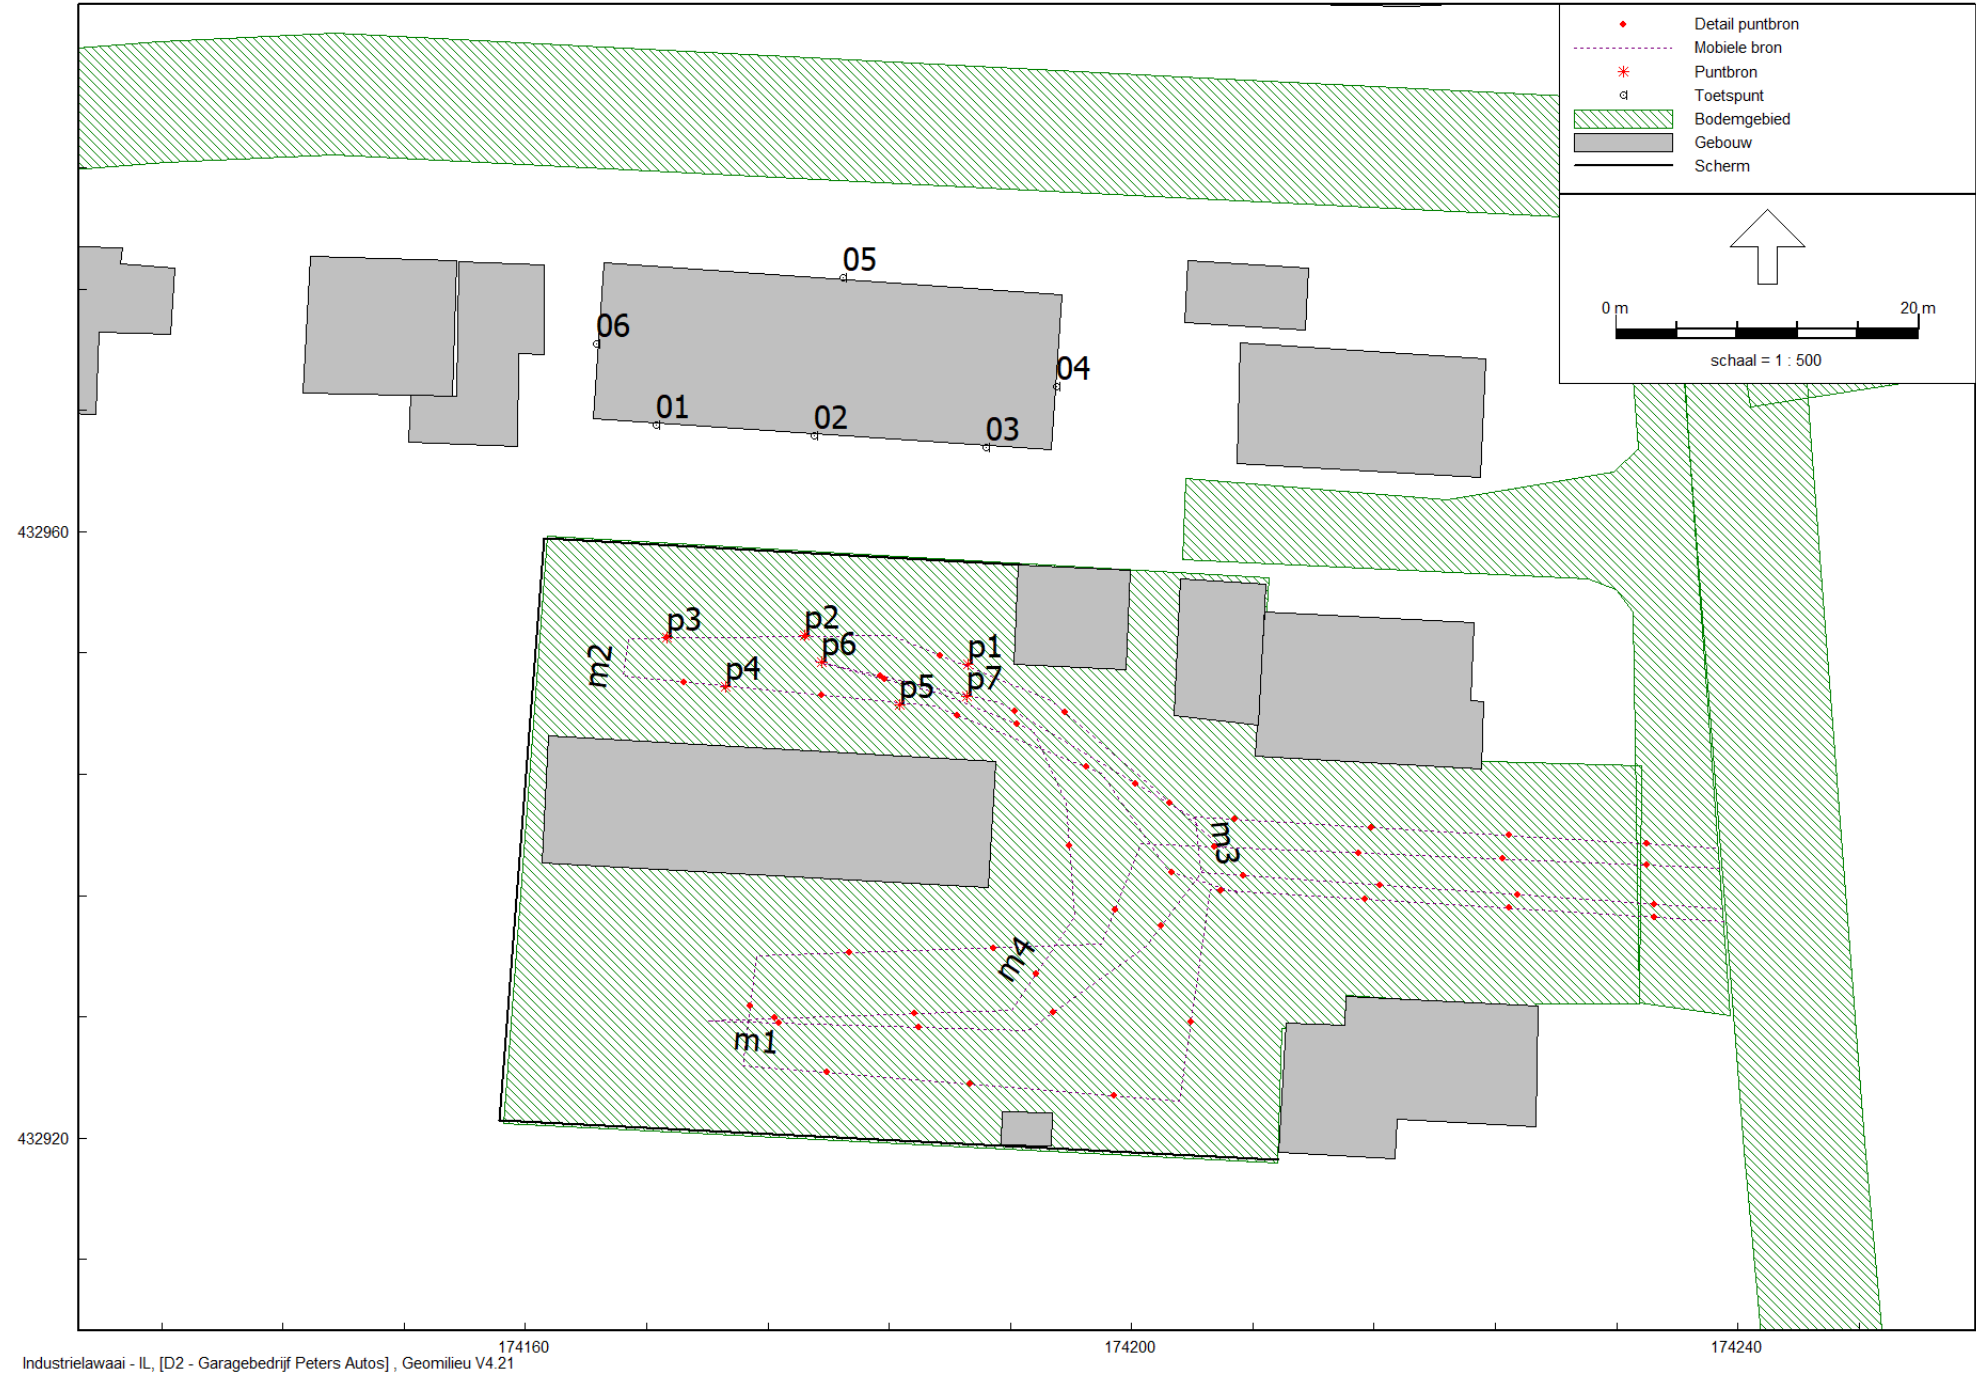 Detail puntbron
Mobiele bron
Puntbron
Toetspunt
Bodemgebied
Gebouw
Scherm
0 m 20 m
schaal = 1 : 500
05
06
04
01
02
03
432960
p3
p2
p6
p1
m2
p4
p7
p5
m3
m4
m1
432920
174160 174200 174240
Industrielawaai - IL, [D2 - Garagebedrijf Peters Autos] , Geomilieu V4.21